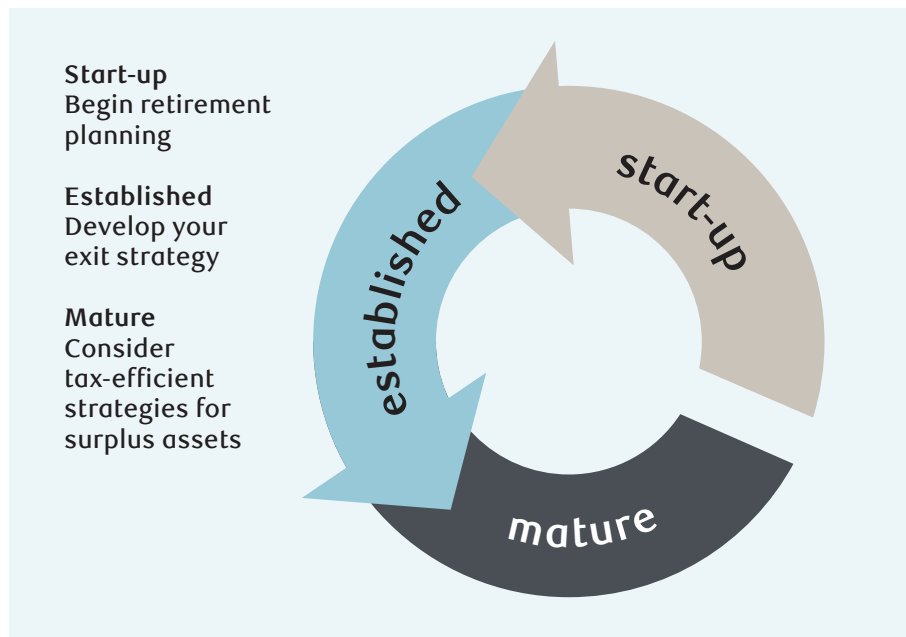 Start-up
Begin retirement
planning
Established
Develop your
exit strategy
Mature
Consider
tax-efficient
strategies for
surplus assets
start-up
established
mature